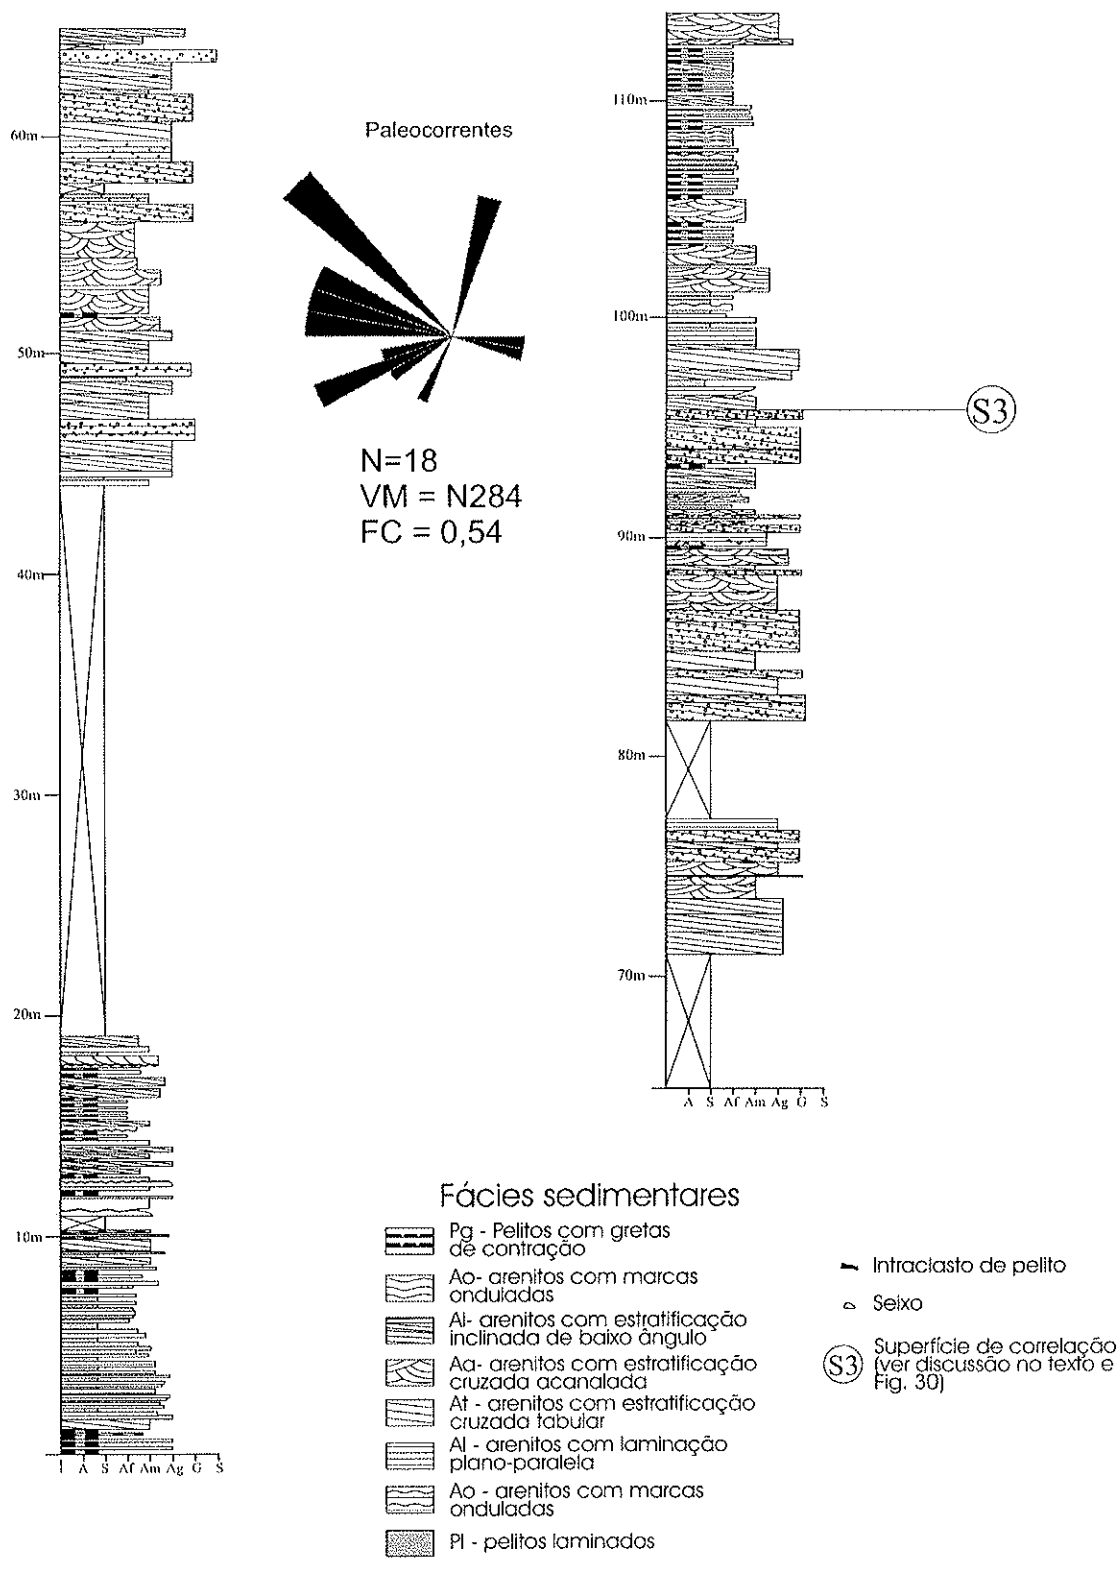 60m
50m
40m
30m
20m
10m
I A S Af Am Ag G S
Paleocorrentes
N=18
VM = N284
FC = 0,54
110m
100m
90m
80m
70m
S3
A S Af Am Ag G S
Fácies sedimentares
Pg - Pelitos com gretas
de contração
Ao- arenitos com marcas
onduladas
Ai- arenitos com estratificação
inclinada de baixo ângulo
Aa- arenitos com estratificação
cruzada acanalada
At - arenitos com estratificação
cruzada tabular
Al - arenitos com laminação
plano-paralela
Ao - arenitos com marcas
onduladas
Pl - pelitos laminados
Intraclasto de pelito
Seixo
S3
Superfície de correlação
(ver discussão no texto e
Fig. 30)